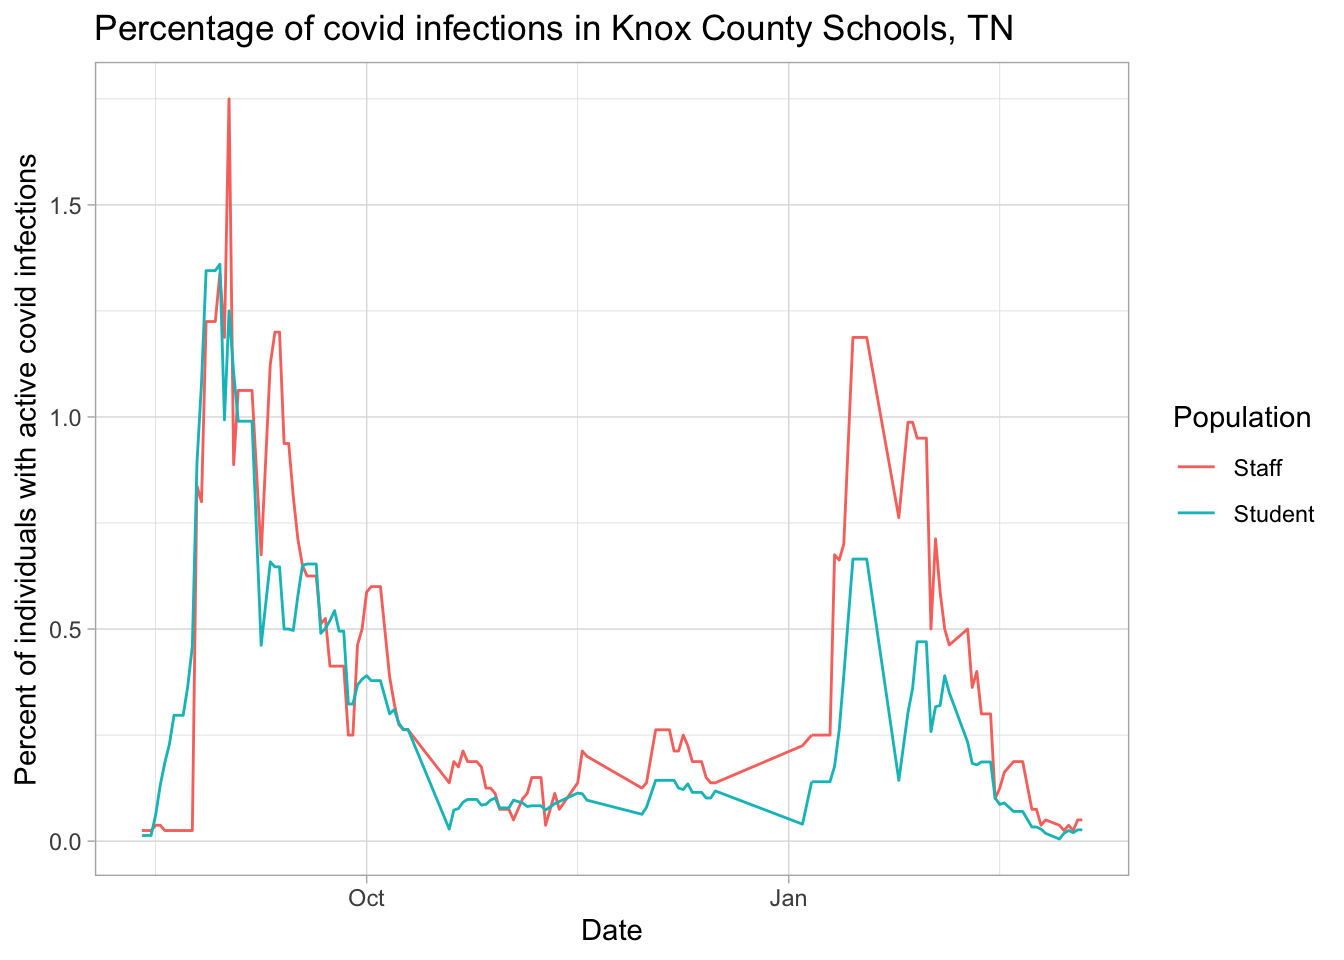 Percentage of covid infections in Knox County Schools, TN
Percent of individuals with active covid infections
1.5
1.0
0.5
0.0
Oct
Jan
Date
Population
Staff
Student